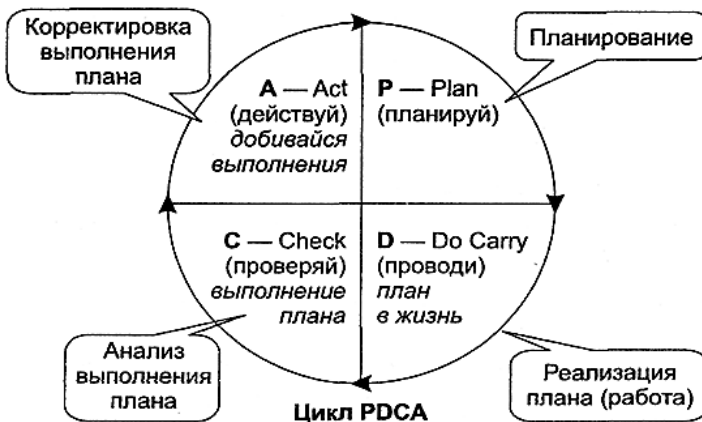 Корректировка
выполнения
плана
Планирование
A — Act
(действуй)
добивайся
выполнения
P — Plan
(планируй)
C — Check
(проверяй)
выполнение
плана
D — Do Carry
(проводи)
план
в жизнь
Анализ
выполнения
плана
Реализация
плана (работа)
Цикл PDCA